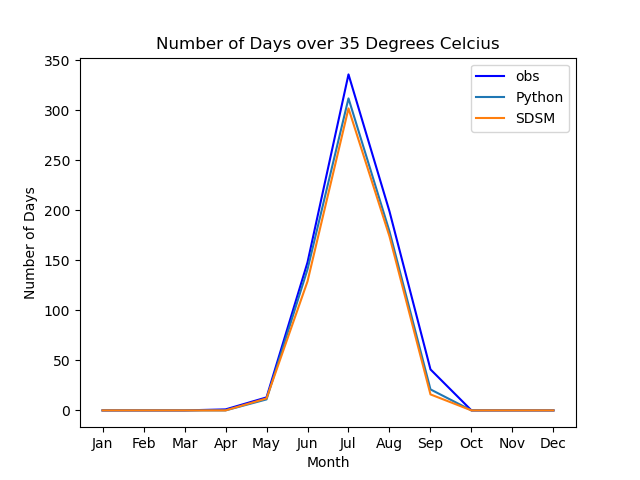 Number of Days over 35 Degrees Celcius
obs
Python
SDSM
350
300
250
200
150
100
50
0
Number of Days
Jan Feb Mar Apr May Jun Jul Aug Sep Oct Nov Dec
Month